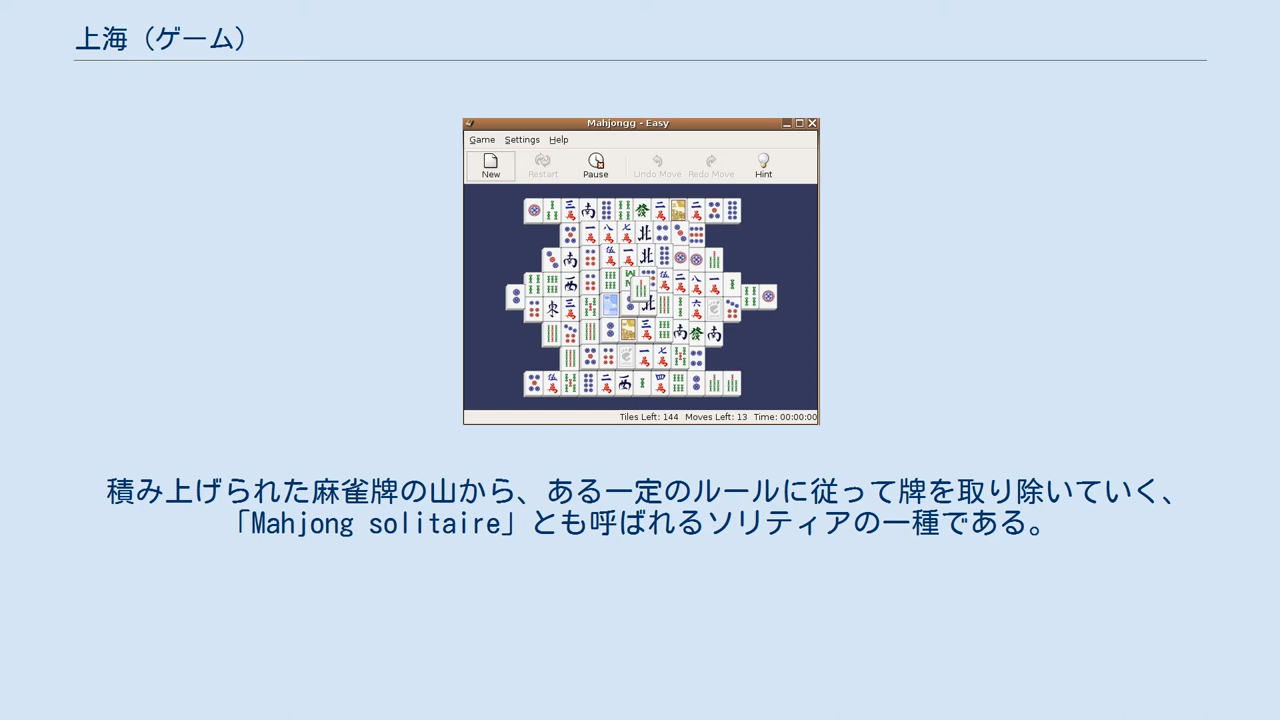 上海（ゲーム）
Mahjongg - Easy
Game Settings Help
New Restart Pause Undo Move Redo Move Hint
Tiles Left: 144 Moves Left: 13 Time: 00:00:00
積み上げられた麻雀牌の山から、ある一定のルールに従って牌を取り除いていく、
「Mahjong solitaire」とも呼ばれるソリティアの一種である。